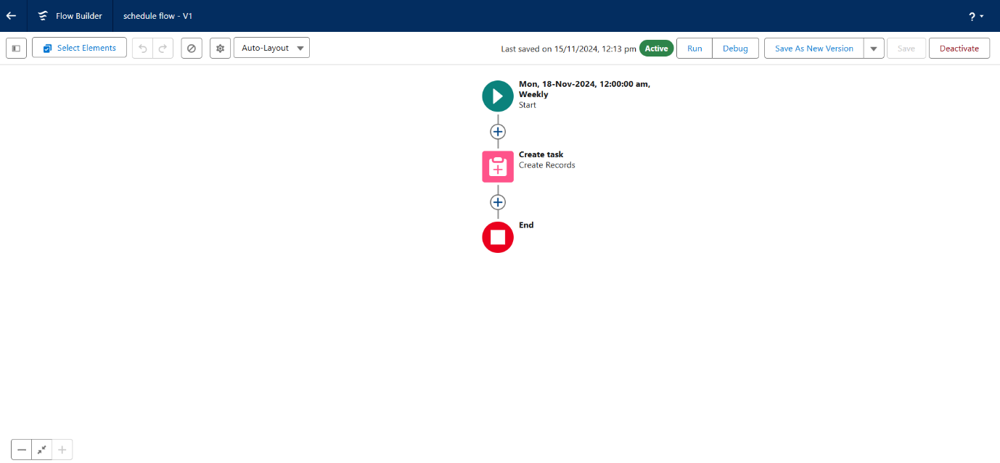 Flow Builder
schedule flow - V1
?
Select Elements
Auto-Layout
Last saved on 15/11/2024, 12:13 pm
Active
Run
Debug
Save As New Version
Save
Deactivate
Mon, 18-Nov-2024, 12:00:00 am,
Weekly
Start
Create task
Create Records
End